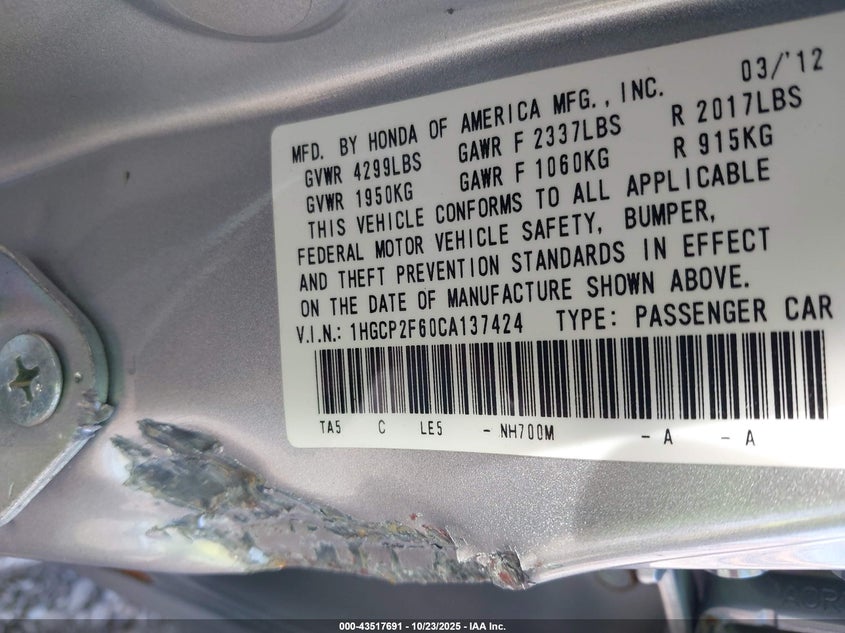 03/'12
MFD. BY HONDA OF AMERICA MFG., INC.
GVWR 4299LBS GAWR F 2337LBS R 2017LBS
GVWR 1950KG GAWR F 1060KG R 915KG
THIS VEHICLE CONFORMS TO ALL APPLICABLE
FEDERAL MOTOR VEHICLE SAFETY, BUMPER,
AND THEFT PREVENTION STANDARDS IN EFFECT
ON THE DATE OF MANUFACTURE SHOWN ABOVE.
V.I.N.: 1HGCP2F60CA137424 TYPE: PASSENGER CAR
TA5 C LE5 - NH700M - A - A
000-43517691 - 10/23/2025 - IAA Inc.